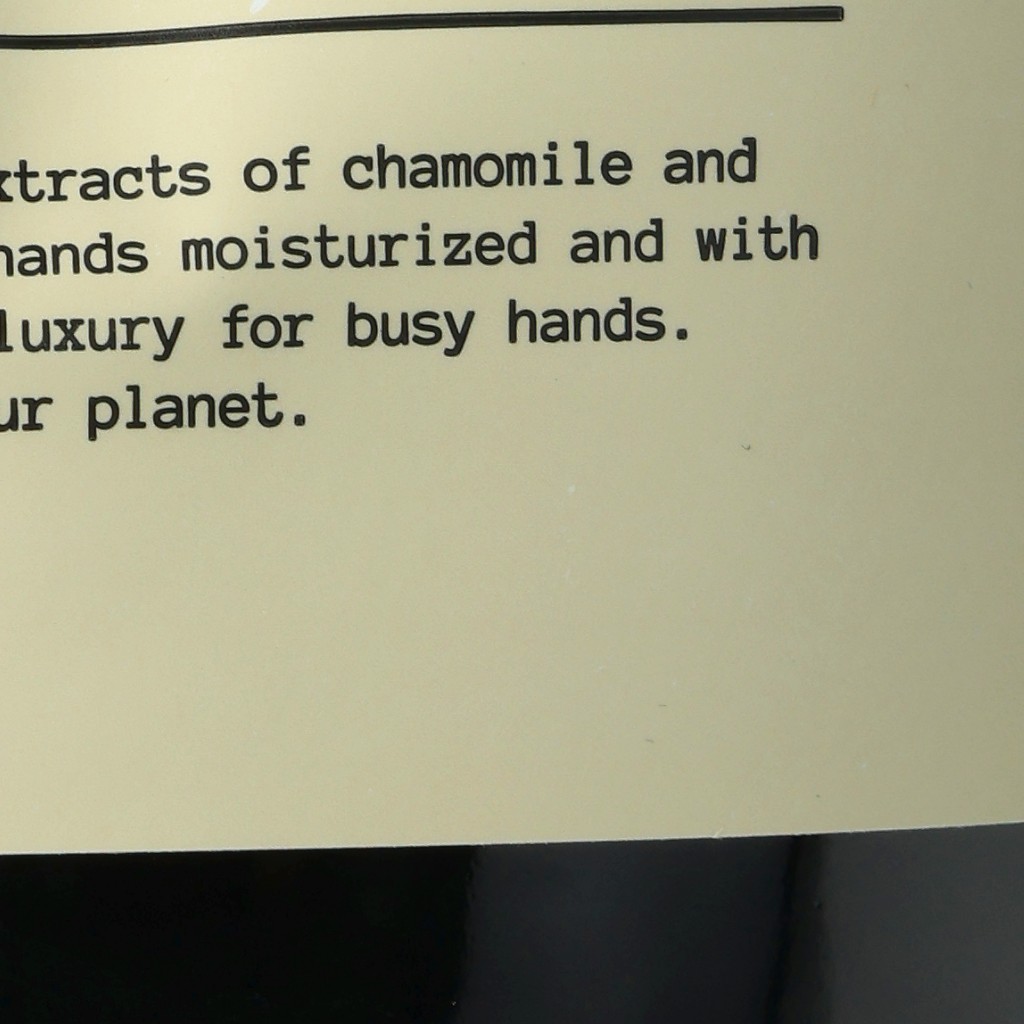 xtracts of chamomile and
hands moisturized and with
luxury for busy hands.
ur planet.